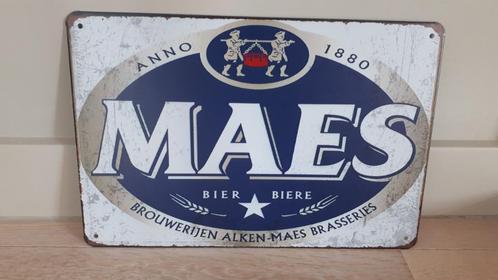 ANNO 1880
MAES
BIER BIERE
BROUWERIJEN ALKEN-MAES BRASSERIES